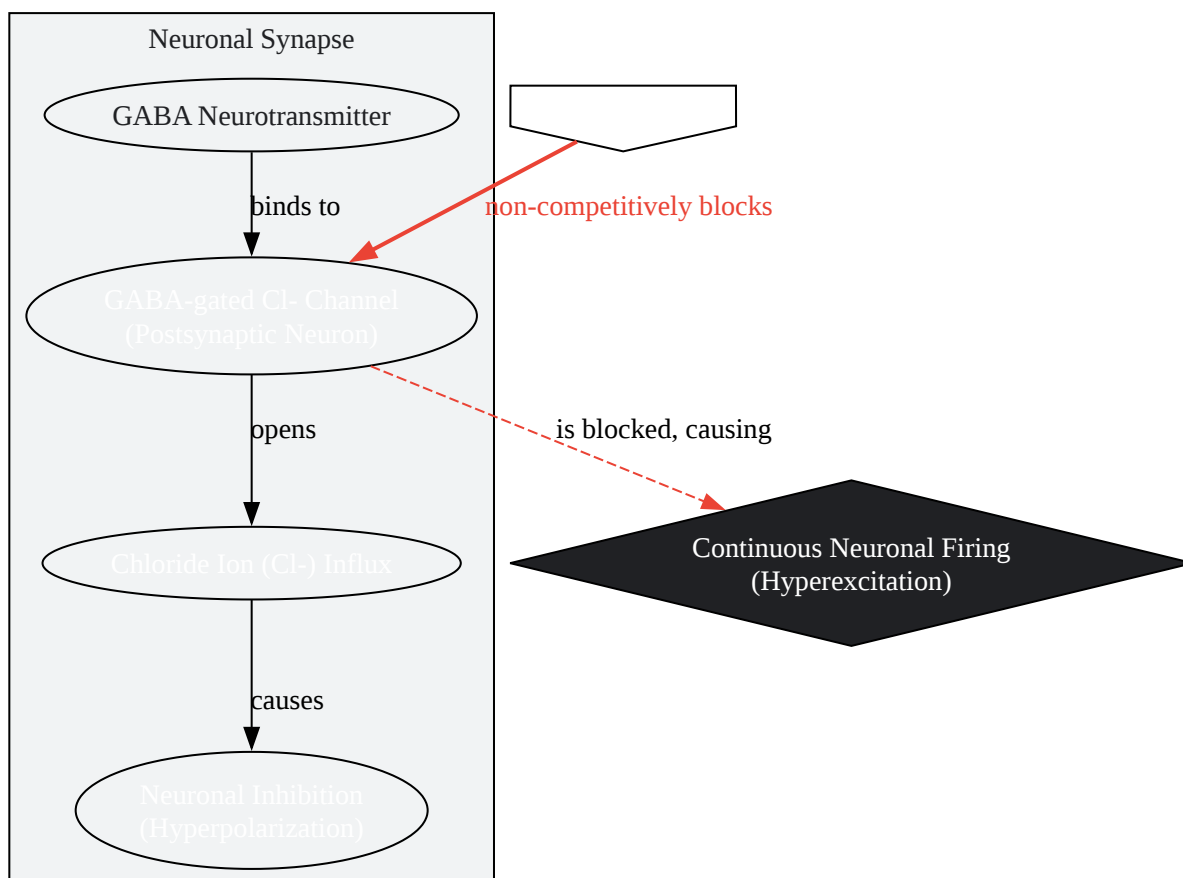 Neuronal Synapse
GABA Neurotransmitter
binds to
non-competitively blocks
GABA-gated Cl- Channel
(Postsynaptic Neuron)
opens
is blocked, causing
Chloride Ion (Cl-) Influx
Continuous Neuronal Firing
(Hyperexcitation)
causes
Neuronal Inhibition
(Hyperpolarization)